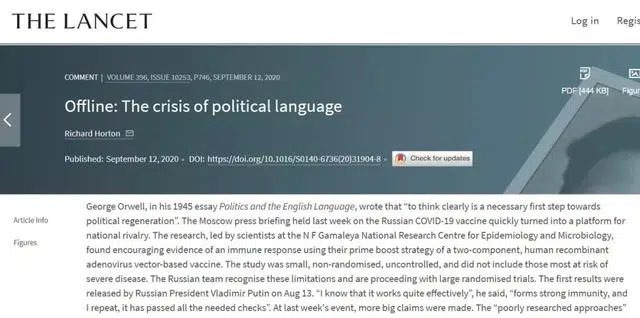 THE LANCET
Log in
COMMENT | VOLUME 396, ISSUE 10253, P746, SEPTEMBER 12, 2020
PDF [444 KB]
Offline: The crisis of political language
Richard Horton
Published: September 12, 2020 • DOI: https://doi.org/10.1016/S0140-6736(20)31904-8 • Check for updates
Article Info
Figures
George Orwell, in his 1945 essay Politics and the English Language, wrote that “to think clearly is a necessary first step towards
political regeneration”. The Moscow press briefing held last week on the Russian COVID-19 vaccine quickly turned into a platform for
national rivalry. The research, led by scientists at the N F Gamaleya National Research Centre for Epidemiology and Microbiology,
found encouraging evidence of an immune response using their prime boost strategy of a two-component, human recombinant
adenovirus vector-based vaccine. The study was small, non-randomised, uncontrolled, and did not include those most at risk of
severe disease. The Russian team recognise these limitations and are proceeding with large randomised trials. The first results were
released by Russian President Vladimir Putin on Aug 13. “I know that it works quite effectively”, he said, “forms strong immunity, and
I repeat, it has passed all the needed checks”. At last week’s event, more big claims were made. The “poorly researched approaches”